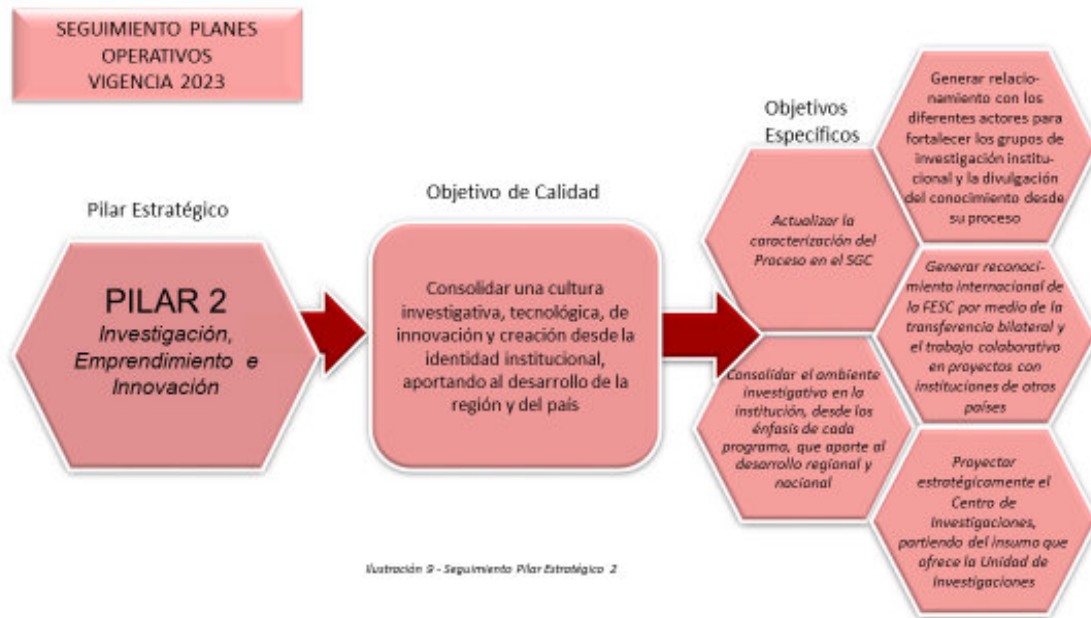 SEGUIMIENTO PLANES
OPERATIVOS
VIGENCIA 2023
Pilar Estratégico
PILAR 2
Investigación,
Emprendimiento e
Innovación
Objetivo de Calidad
Consolidar una cultura
investigativa, tecnológica, de
innovación y creación desde la
identidad institucional,
aportando al desarrollo de la
región y del país
Objetivos
Específicos
Actualizar la
caracterización del
Proceso en el SGC
Consolidar el ambiente
investigativo en la
institución, desde los
énfasis de cada
programa, que aporte al
desarrollo regional y
nacional
Generar relacio-
namiento con los
diferentes actores para
fortalecer los grupos de
investigación institu-
cional y la divulgación
del conocimiento desde
su proceso
Generar reconoci-
miento internacional de
la FESC por medio de la
transferencia bilateral y
el trabajo colaborativo
en proyectos con
instituciones de otros
países
Proyectar
estratégicamente el
Centro de
Investigaciones,
partiendo del insumo que
ofrece la Unidad de
Investigaciones
Ilustración 9 - Seguimiento Pilar Estratégico 2